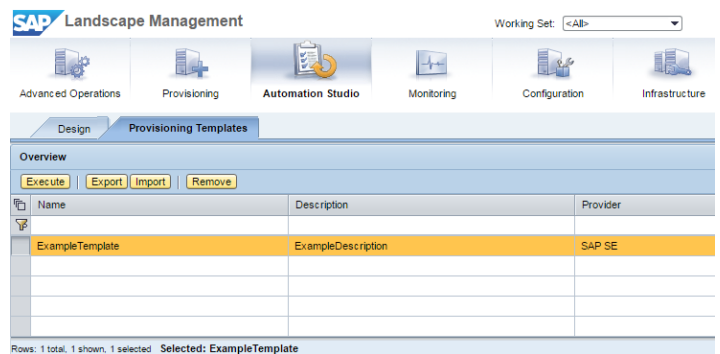 SAP Landscape Management Working Set: <All>
Advanced Operations Provisioning Automation Studio Monitoring Configuration Infrastructure
Design Provisioning Templates
Overview
Execute Export Import Remove
Name Description Provider
ExampleTemplate ExampleDescription SAP SE
Rows: 1 total, 1 shown, 1 selected Selected: ExampleTemplate